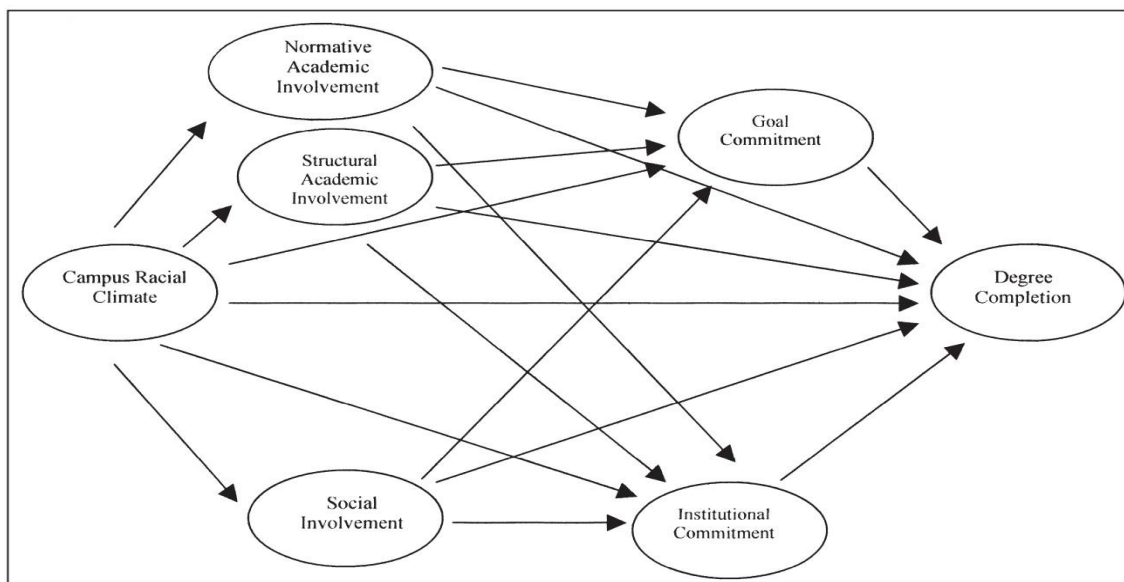 Normative
Academic
Involvement
Goal
Commitment
Structural
Academic
Involvement
Campus Racial
Climate
Degree
Completion
Social
Involvement
Institutional
Commitment